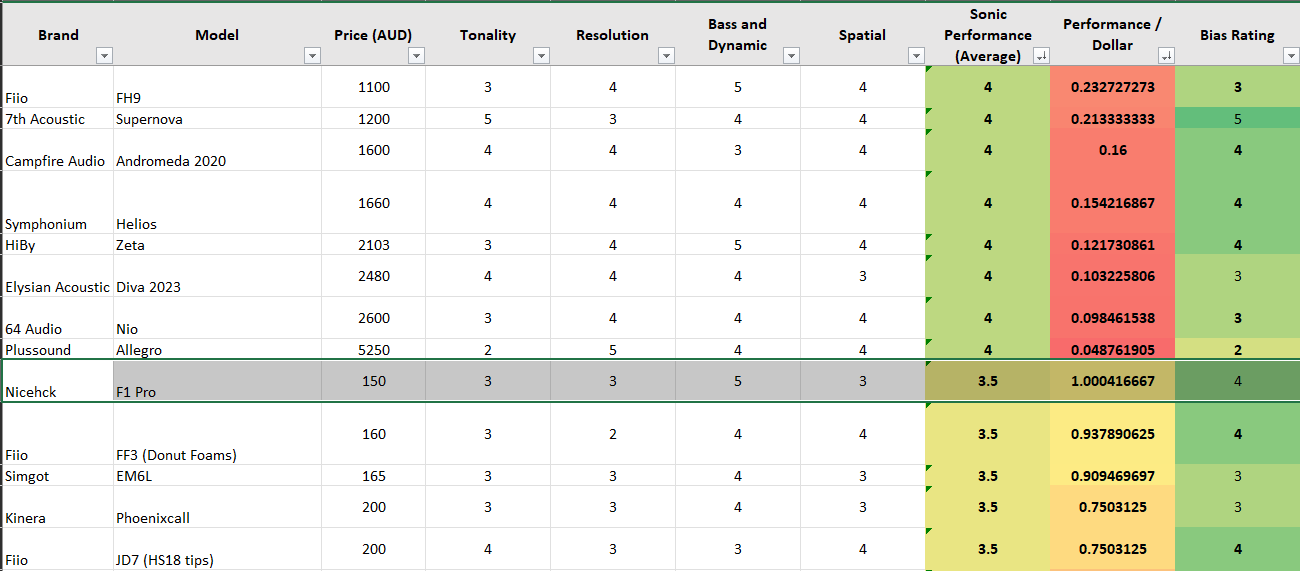 Brand Model Price (AUD) Tonality Resolution Bass and Dynamic Spatial Sonic Performance (Average) Performance / Dollar Bias Rating
Fiio FH9 1100 3 4 5 4 4 0.232727273 3
7th Acoustic Supernova 1200 5 3 4 4 4 0.213333333 5
Campfire Audio Andromeda 2020 1600 4 4 3 4 4 0.16 4
Symphonium Helios 1660 4 4 4 4 4 0.154216867 4
HiBy Zeta 2103 3 4 5 4 4 0.121730861 4
Elysian Acoustic Diva 2023 2480 4 4 4 3 4 0.103225806 3
64 Audio Nio 2600 3 4 4 4 4 0.098461538 3
Plussound Allegro 5250 2 5 4 4 4 0.048761905 2
Nicehck F1 Pro 150 3 3 5 3 3.5 1.000416667 4
Fiio FF3 (Donut Foams) 160 3 2 4 4 3.5 0.937890625 4
Simgot EM6L 165 3 3 4 3 3.5 0.909469697 3
Kinera Phoenixcall 200 3 3 4 3 3.5 0.7503125 3
Fiio JD7 (HS18 tips) 200 4 3 3 4 3.5 0.7503125 4